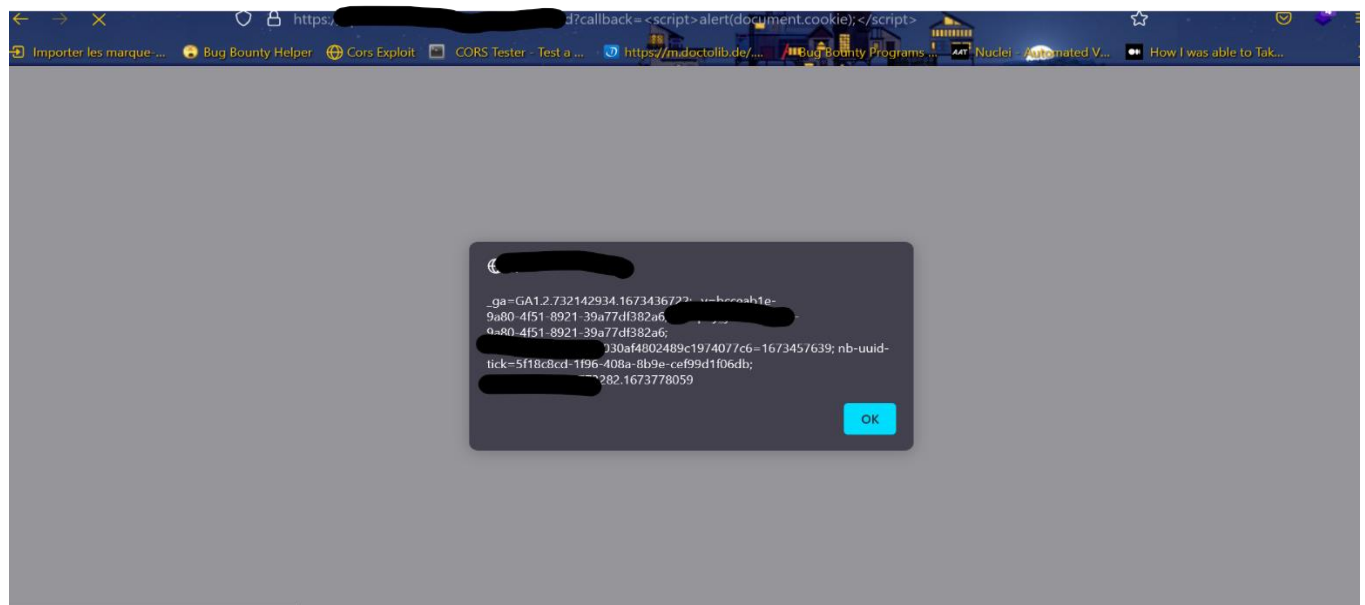 https:/ d?callback=<script>alert(document.cookie);</script>
Importer les marque-... Bug Bounty Helper Cors Exploit CORS Tester - Test a ... https://m.doctolib.de/.... Bug Bounty Programs ... AAT Nuclei - Automated V... How I was able to Tak...
_ga=GA1.2.732142934.1673436722;
9a80-4f51-8921-39a77df382a6; -
9a80-4f51-8921-39a77df382a6;
030af4802489c1974077c6=1673457639; nb-uuid-
tick=5f18c8cd-1f96-408a-8b9e-cef99d1f06db;
282.1673778059
OK